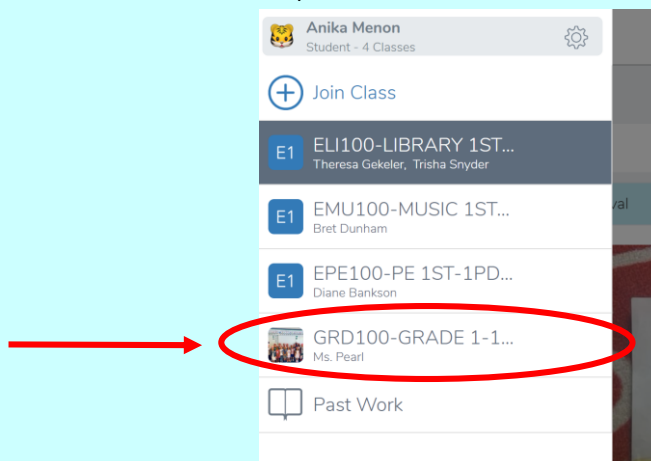 Anika Menon
Student - 4 Classes
Join Class
E1
ELI100-LIBRARY 1ST...
Theresa Gekeler, Trisha Snyder
E1
EMU100-MUSIC 1ST...
Bret Dunham
E1
EPE100-PE 1ST-1PD...
Diane Bankson
GRD100-GRADE 1-1...
Ms. Pearl
Past Work
val